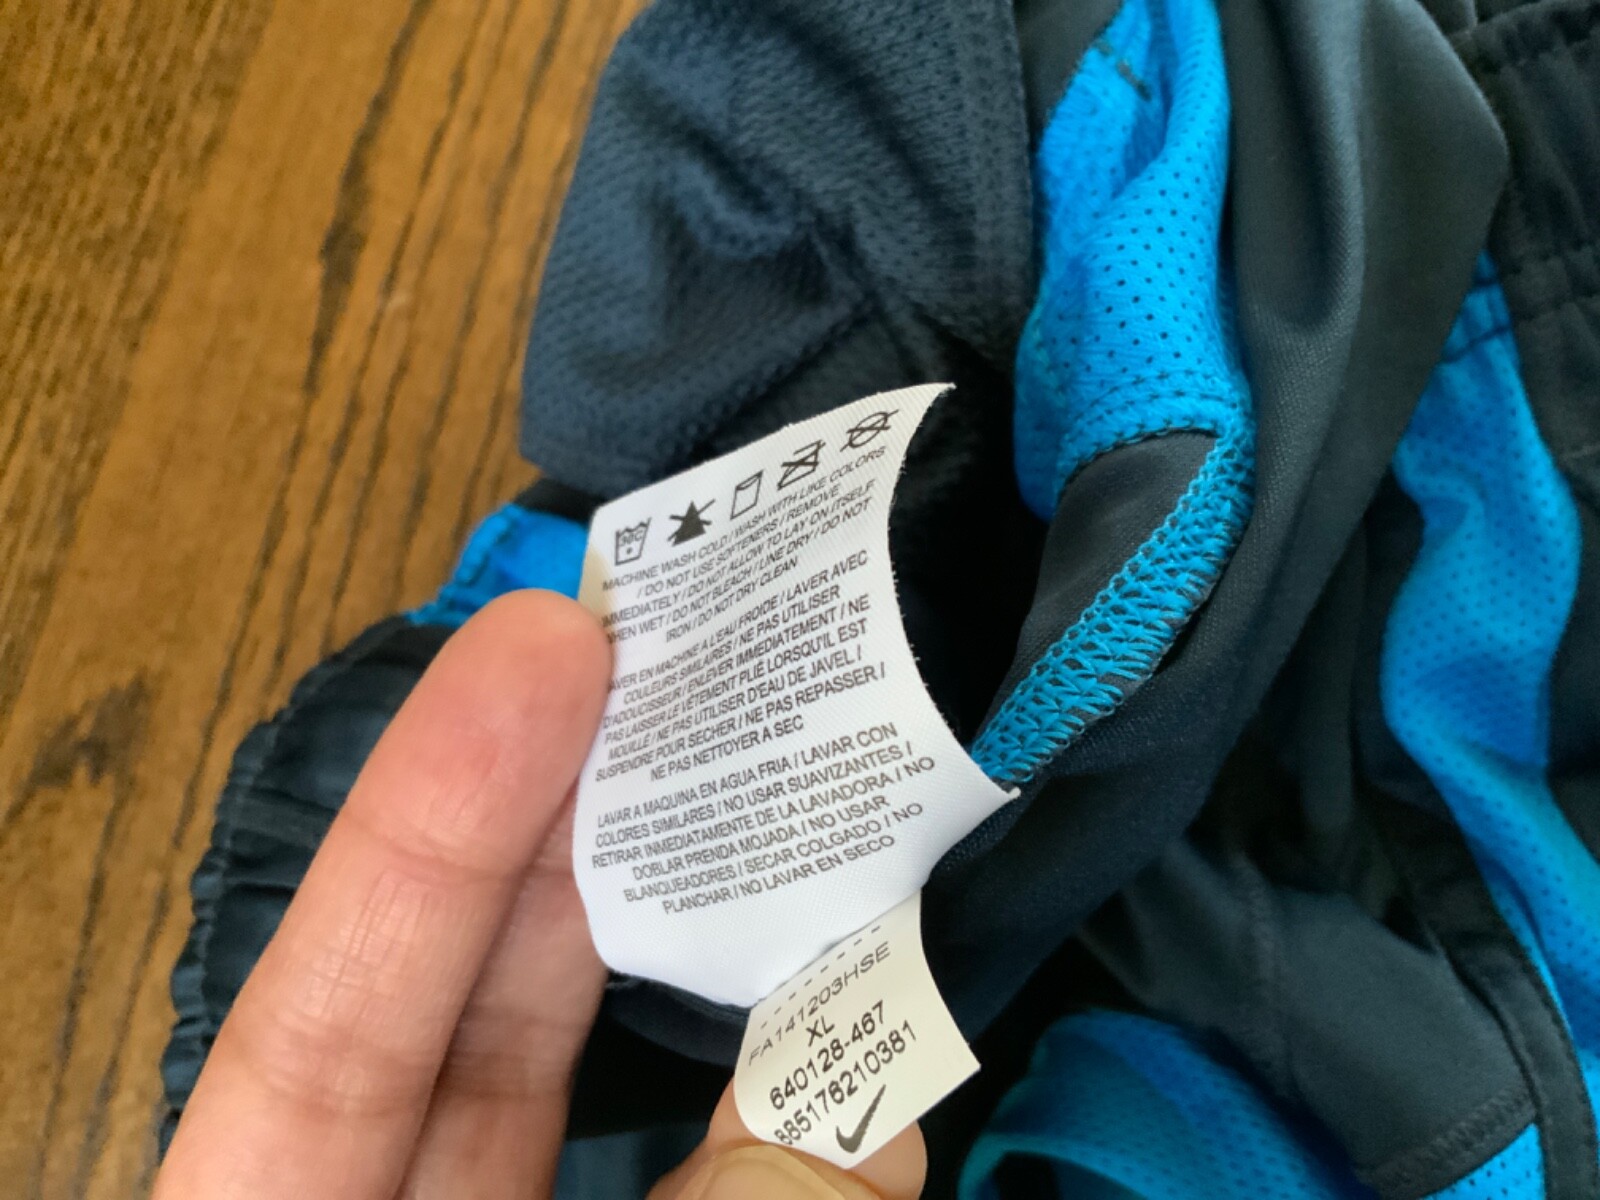 30C
MACHINE WASH COLD / WASH WITH LIKE COLORS
/ DO NOT USE SOFTENERS / REMOVE
IMMEDIATELY / DO NOT ALLOW TO LAY ON ITSELF
WHEN WET / DO NOT BLEACH / LINE DRY / DO NOT
IRON / DO NOT DRY CLEAN
LAVER EN MACHINE A L'EAU FROIDE / LAVER AVEC
COULEURS SIMILAIRES / NE PAS UTILISER
D'ADOUCISSEUR / ENLEVER IMMEDIATEMENT / NE
PAS LAISSER LE VÊTEMENT PLIÉ LORSQU'IL EST
MOUILLÉ / NE PAS UTILISER D'EAU DE JAVEL /
SUSPENDRE POUR SECHER / NE PAS REPASSER /
NE PAS NETTOYER A SEC
LAVAR A MAQUINA EN AGUA FRIA / LAVAR CON
COLORES SIMILARES / NO USAR SUAVIZANTES /
RETIRAR INMEDIATAMENTE DE LA LAVADORA / NO
DOBLAR PRENDA MOJADA / NO USAR
BLANQUEADORES / SECAR COLGADO / NO
PLANCHAR / NO LAVAR EN SECO
FA141203HSE
XL
640128-467
885176210381